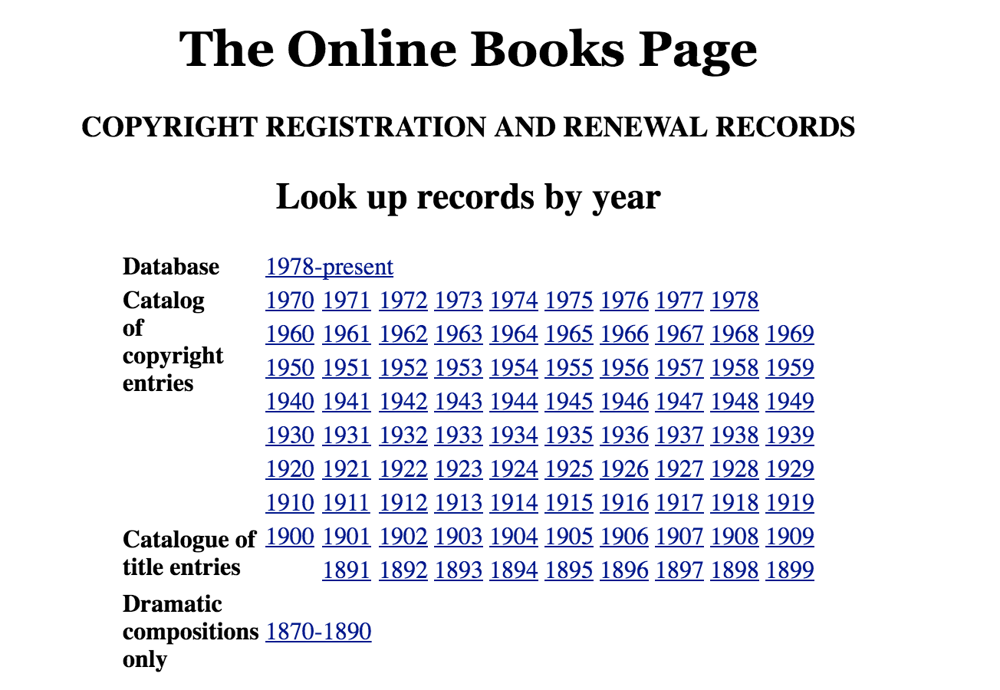 The Online Books Page
COPYRIGHT REGISTRATION AND RENEWAL RECORDS
Look up records by year
Database 1978-present
Catalog of copyright entries 1970 1971 1972 1973 1974 1975 1976 1977 1978
1960 1961 1962 1963 1964 1965 1966 1967 1968 1969
1950 1951 1952 1953 1954 1955 1956 1957 1958 1959
1940 1941 1942 1943 1944 1945 1946 1947 1948 1949
1930 1931 1932 1933 1934 1935 1936 1937 1938 1939
1920 1921 1922 1923 1924 1925 1926 1927 1928 1929
1910 1911 1912 1913 1914 1915 1916 1917 1918 1919
Catalogue of title entries 1900 1901 1902 1903 1904 1905 1906 1907 1908 1909
1891 1892 1893 1894 1895 1896 1897 1898 1899
Dramatic compositions only 1870-1890